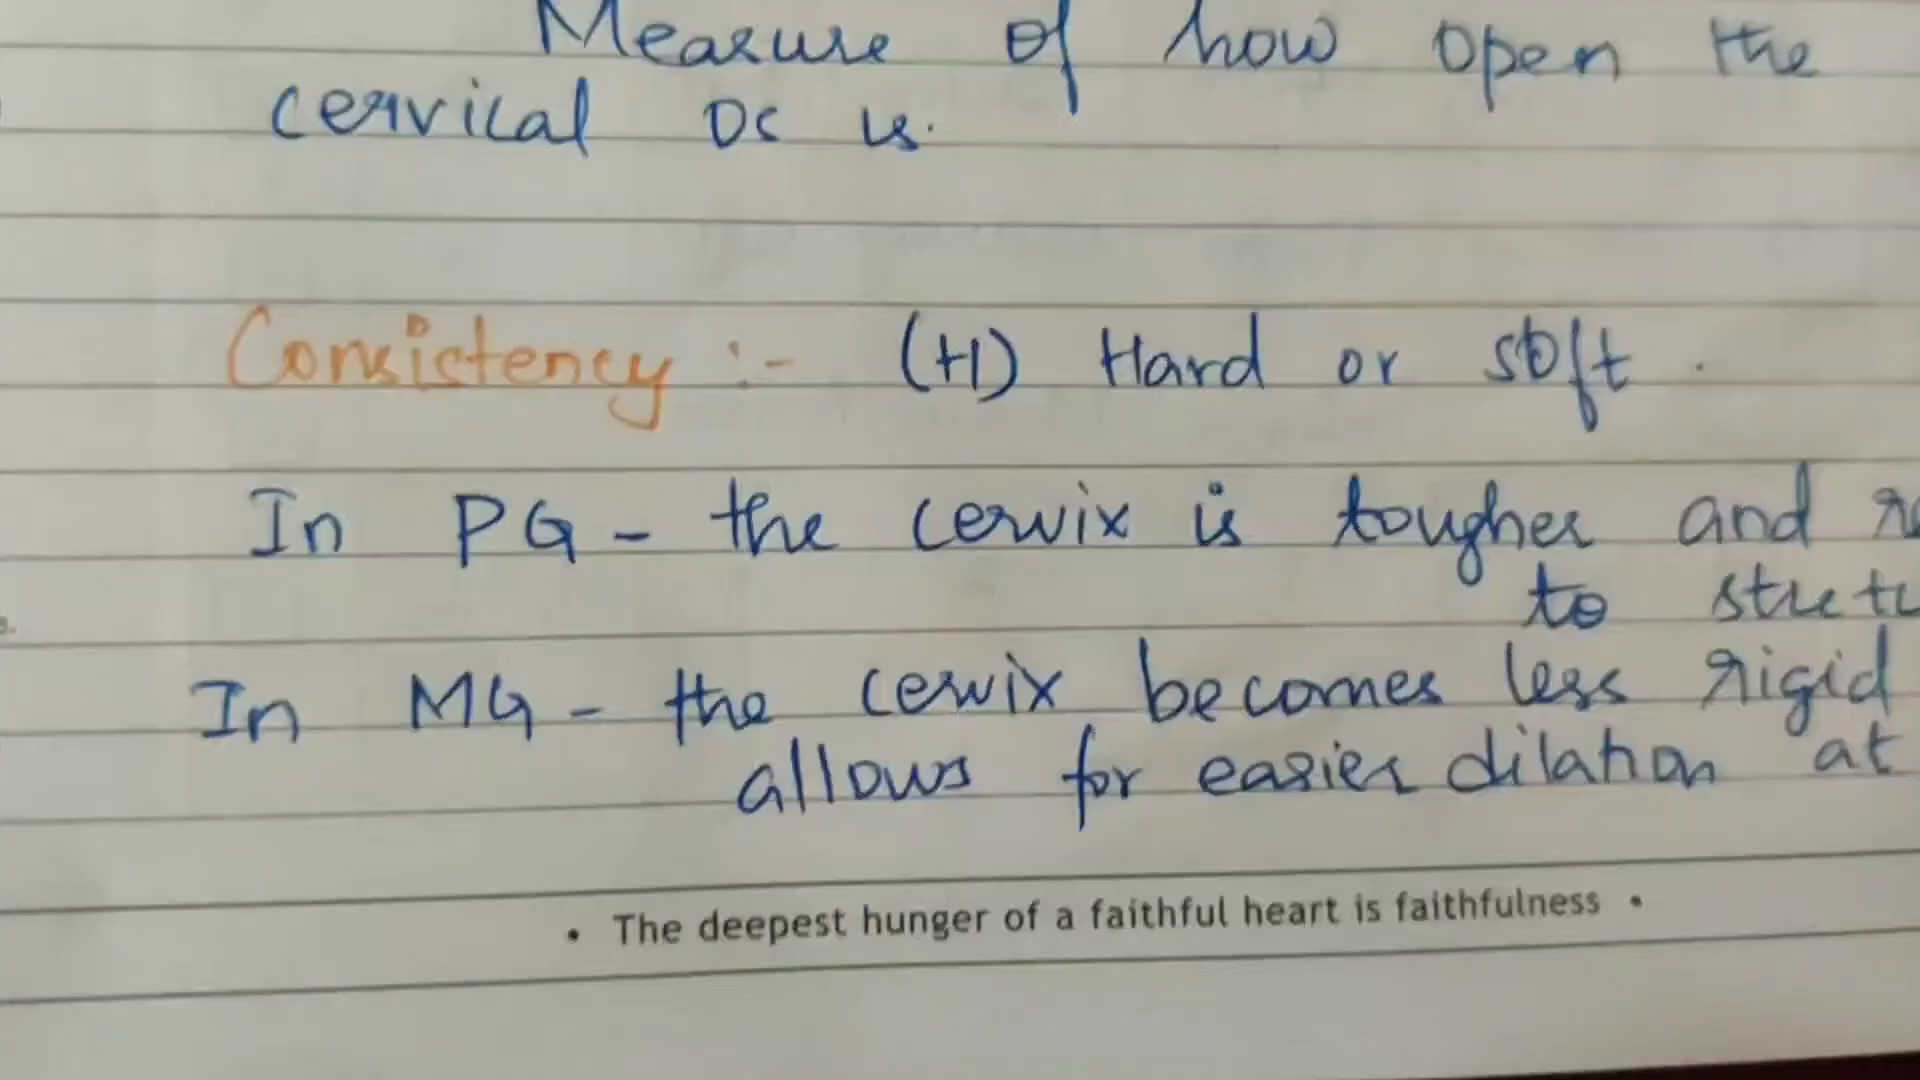 Measure of how open the
cervical os is.
Consistency :- (+1) Hard or soft.
In PG - the cervix is tougher and
to
In MG - the cervix becomes less rigid
allows for easier dilation at
• The deepest hunger of a faithful heart is faithfulness •